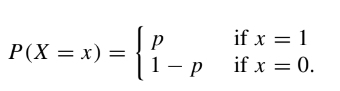 P(X = x) = { p if x = 1
1 − p if x = 0.